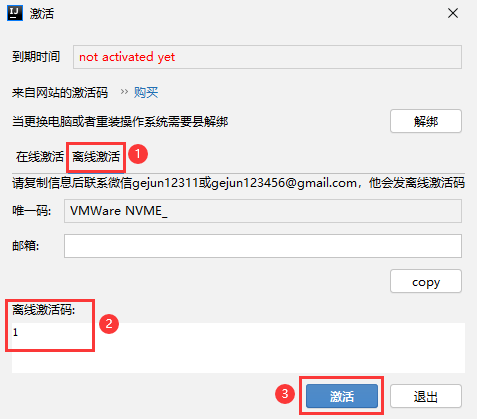 IJ 激活
到期时间 not activated yet
来自网站的激活码 >> 购买
当更换电脑或者重装操作系统需要县解绑 解绑
在线激活 离线激活 1
请复制信息后联系微信gejun12311或gejun123456@gmail.com，他会发离线激活码
唯一码: VMWare NVME_
邮箱:
copy
离线激活码: 2
1
3 激活 退出